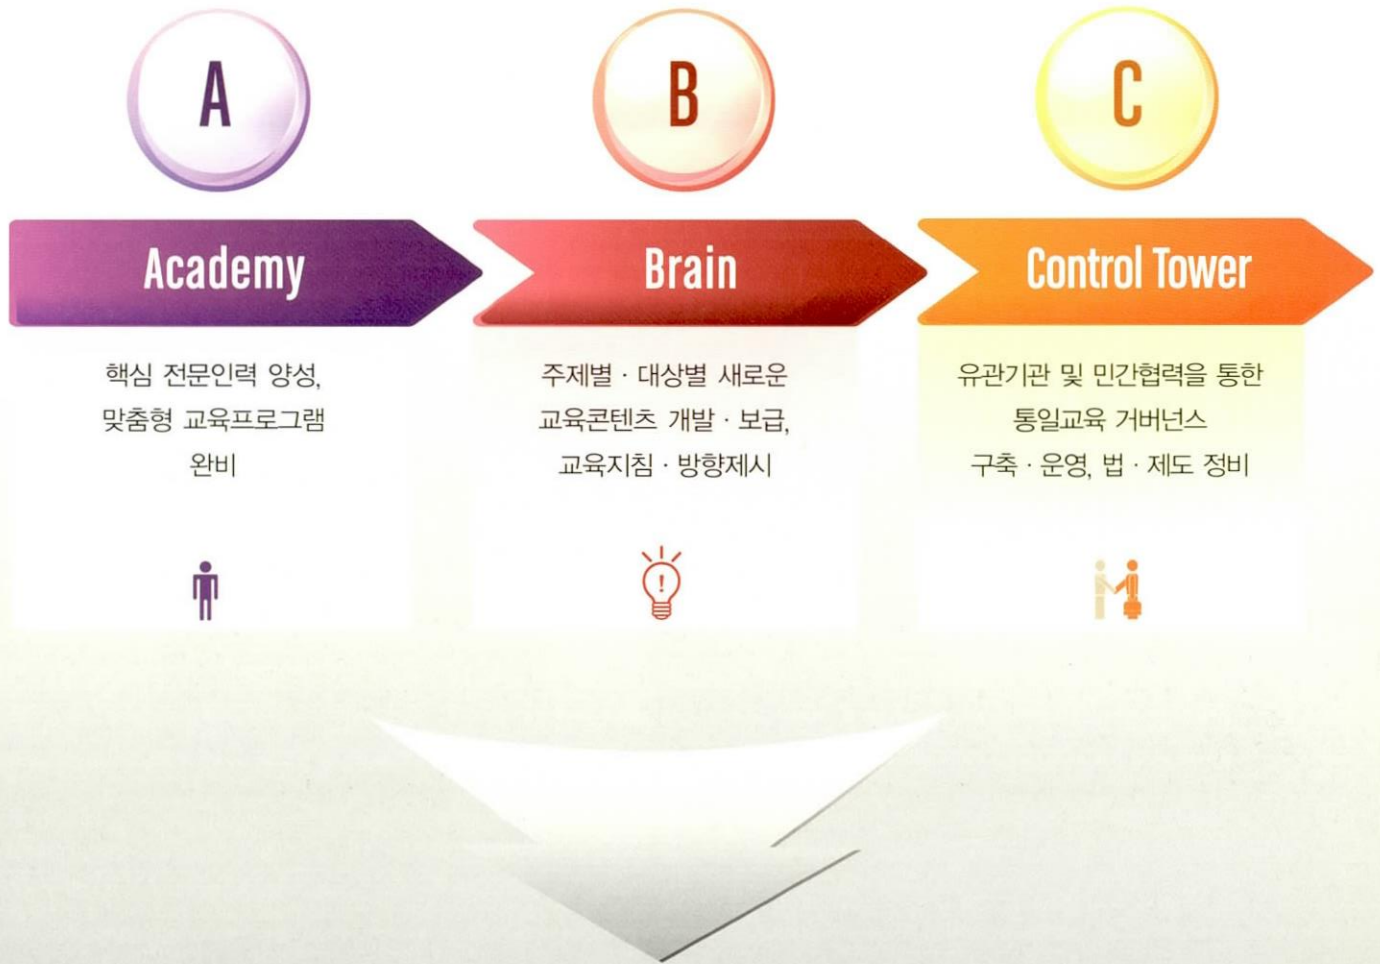 A
B
C
Academy
Brain
Control Tower
핵심 전문인력 양성,
맞춤형 교육프로그램
완비
주제별 · 대상별 새로운
교육콘텐츠 개발 · 보급,
교육지침 · 방향제시
!
유관기관 및 민간협력을 통한
통일교육 거버넌스
구축 · 운영, 법 · 제도 정비